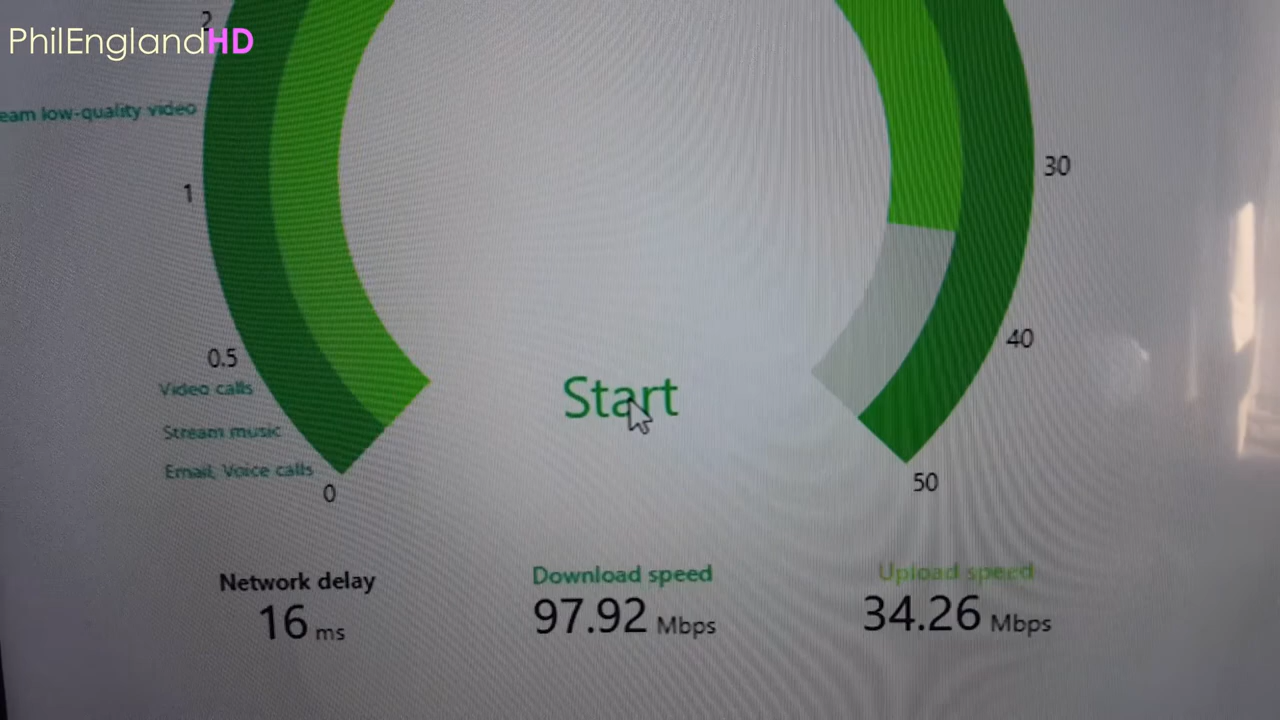 PhilEnglandHD
2
eam low-quality video
1
30
0.5
40
Video calls
Start
Stream music
Email, Voice calls
0
50
Network delay
Download speed
Upload speed
16 ms
97.92 Mbps
34.26 Mbps